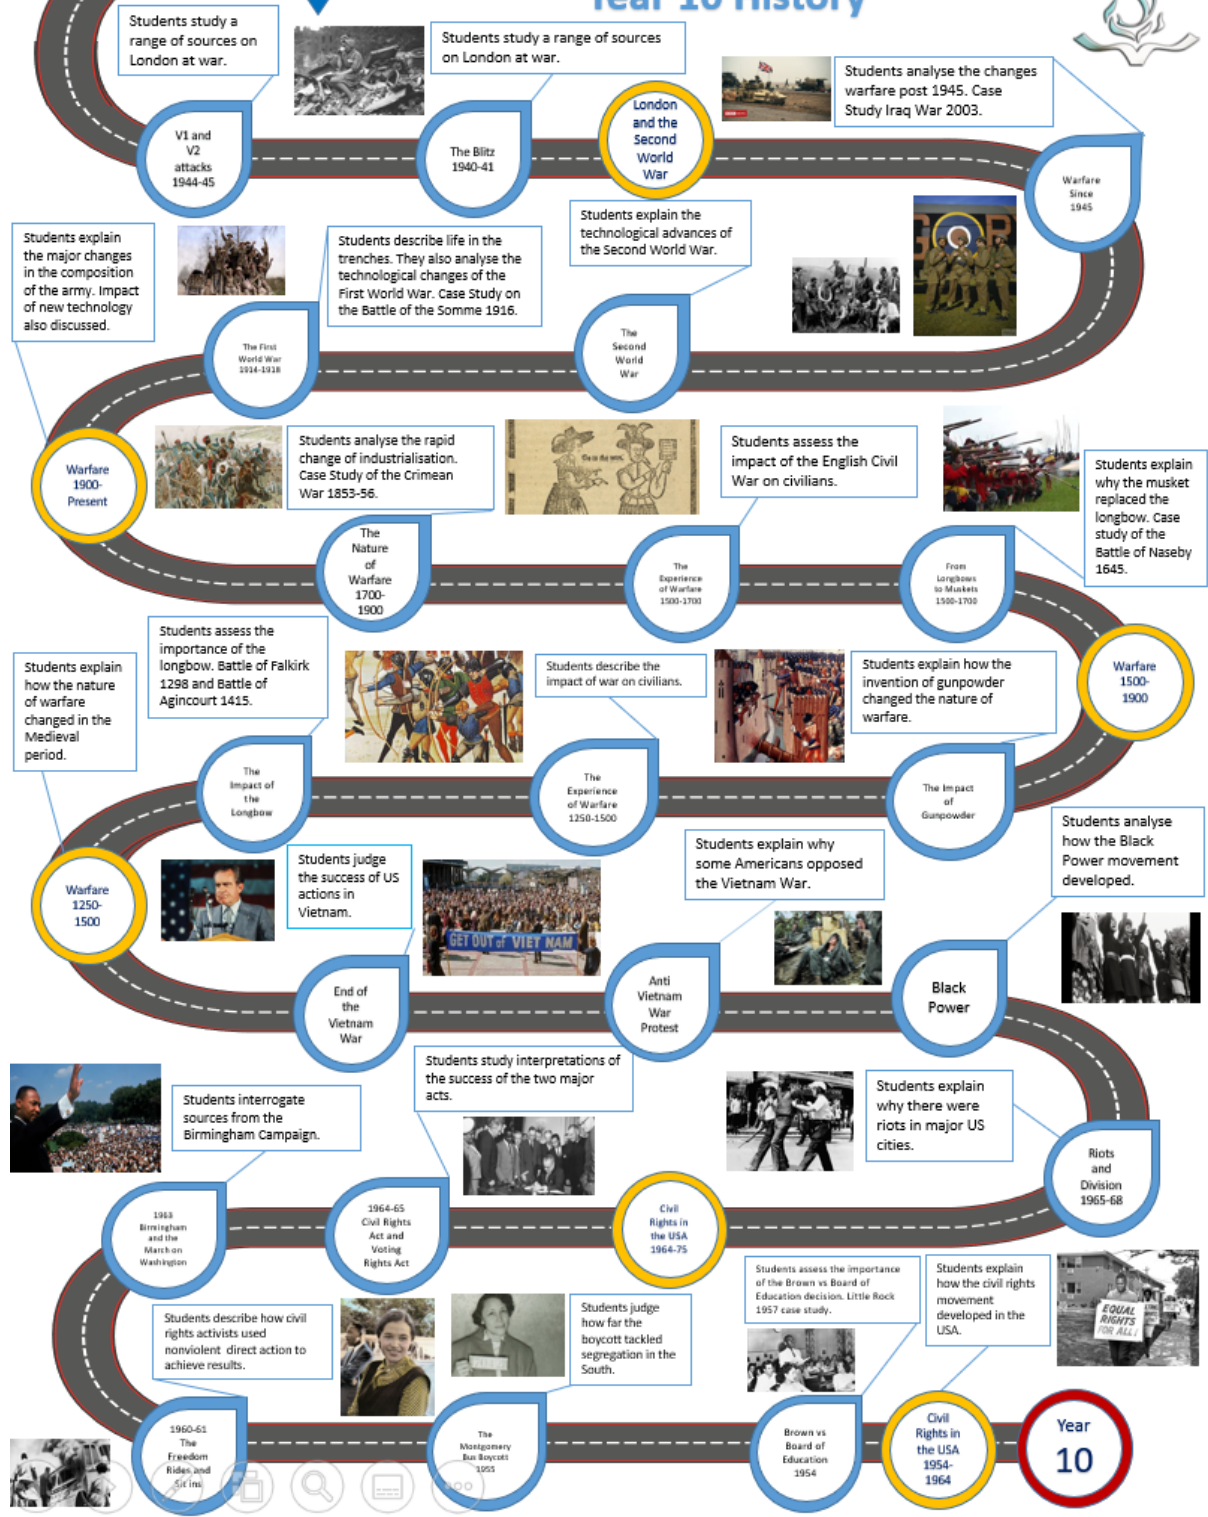 Year 10 History
Students study a
range of sources on
London at war.
Students study a range of sources
on London at war.
Students analyse the changes
warfare post 1945. Case
Study Iraq War 2003.
V1 and
V2
attacks
1944-45
The Blitz
1940-41
London
and the
Second
World
War
Warfare
Since
1945
Students explain
the major changes
in the composition
of the army. Impact
of new technology
also discussed.
Students describe life in the
trenches. They also analyse the
technological changes of the
First World War. Case Study on
the Battle of the Somme 1916.
Students explain the
technological advances of
the Second World War.
The First
World War
1914-1918
The
Second
World
War
Warfare
1900-
Present
Students analyse the rapid
change of industrialisation.
Case Study of the Crimean
War 1853-56.
Students assess the
impact of the English Civil
War on civilians.
Students explain
why the musket
replaced the
longbow. Case
study of the
Battle of Naseby
1645.
The
Nature
of
Warfare
1700-
1900
The
Experience
of Warfare
1500-1700
From
Longbows
to Muskets
1500-1700
Warfare
1500-
1900
Students explain
how the nature
of warfare
changed in the
Medieval
period.
Students assess the
importance of the
longbow. Battle of Falkirk
1298 and Battle of
Agincourt 1415.
Students describe the
impact of war on civilians.
Students explain how the
invention of gunpowder
changed the nature of
warfare.
The
Impact of
the
Longbow
The
Experience
of Warfare
1250-1500
The Impact
of
Gunpowder
Warfare
1250-
1500
Students judge
the success of US
actions in
Vietnam.
GET OUT of VIET NAM
Students explain why
some Americans opposed
the Vietnam War.
Students analyse
how the Black
Power movement
developed.
End of
the
Vietnam
War
Anti
Vietnam
War
Protest
Black
Power
Students interrogate
sources from the
Birmingham Campaign.
Students study interpretations of
the success of the two major
acts.
Students explain
why there were
riots in major US
cities.
Riots
and
Division
1965-68
1963
Birmingham
and the
March on
Washington
1964-65
Civil Rights
Act and
Voting
Rights Act
Civil
Rights in
the USA
1964-75
Students describe how civil
rights activists used
nonviolent direct action to
achieve results.
Students judge
how far the
boycott tackled
segregation in the
South.
Students assess the importance
of the Brown vs Board of
Education decision. Little Rock
1957 case study.
Students explain
how the civil rights
movement
developed in the
USA.
EQUAL
RIGHTS
FOR ALL!
1960-61
The
Freedom
Rides and
Sit ins
The
Montgomery
Bus Boycott
1955
Brown vs
Board of
Education
1954
Civil
Rights in
the USA
1954-
1964
Year
10